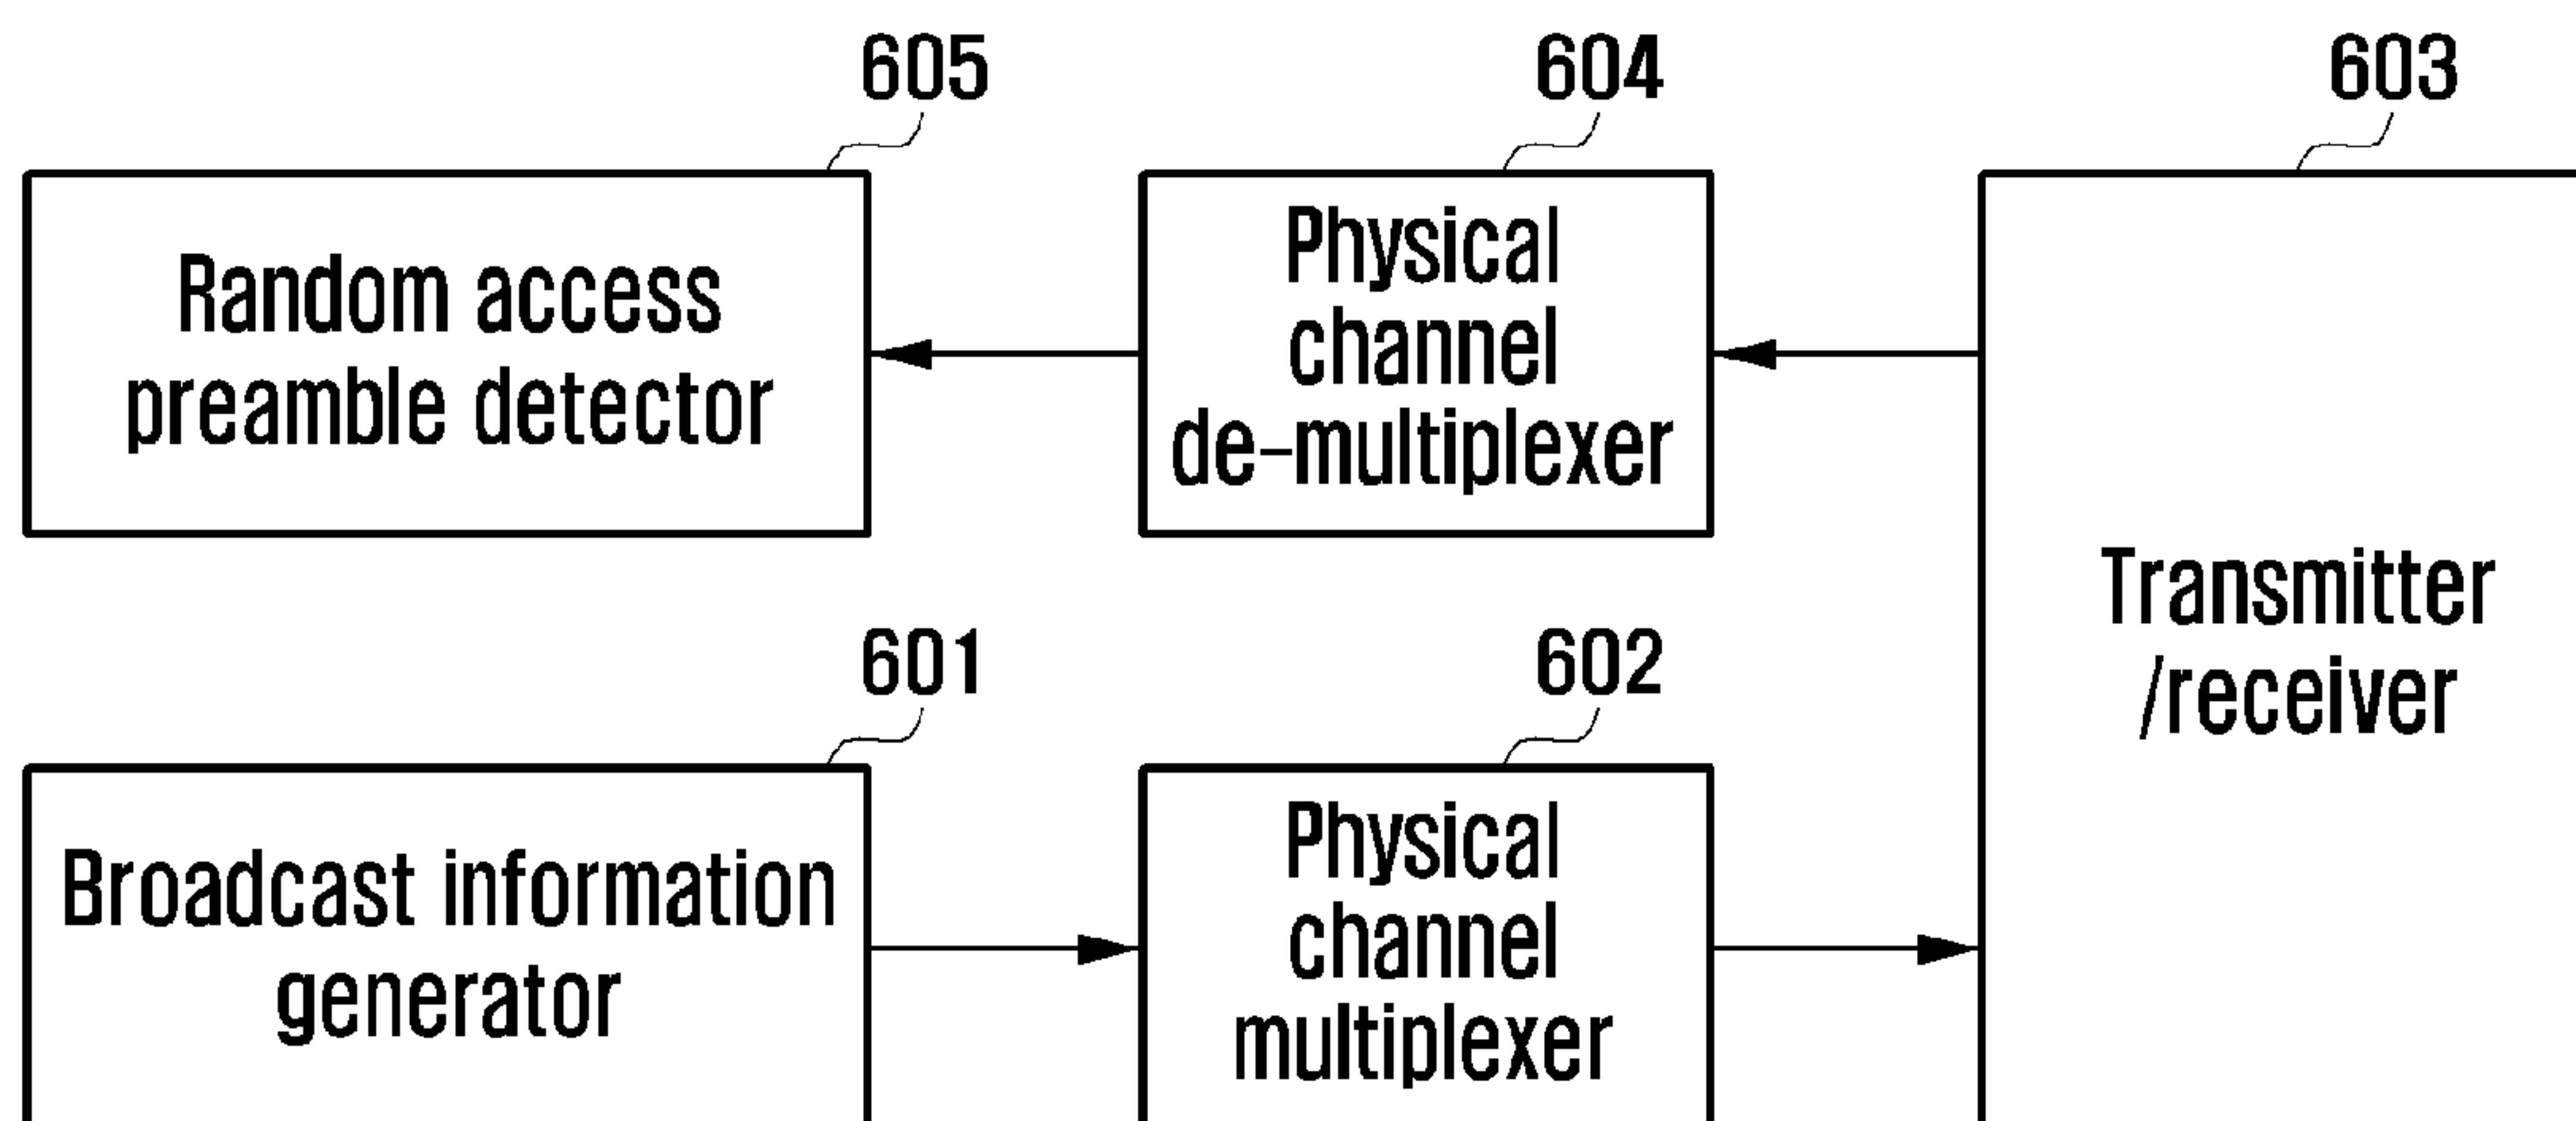 605
604
603
Random access
preamble detector
Physical
channel
de-multiplexer
Transmitter
/receiver
601
602
Broadcast information
generator
Physical
channel
multiplexer